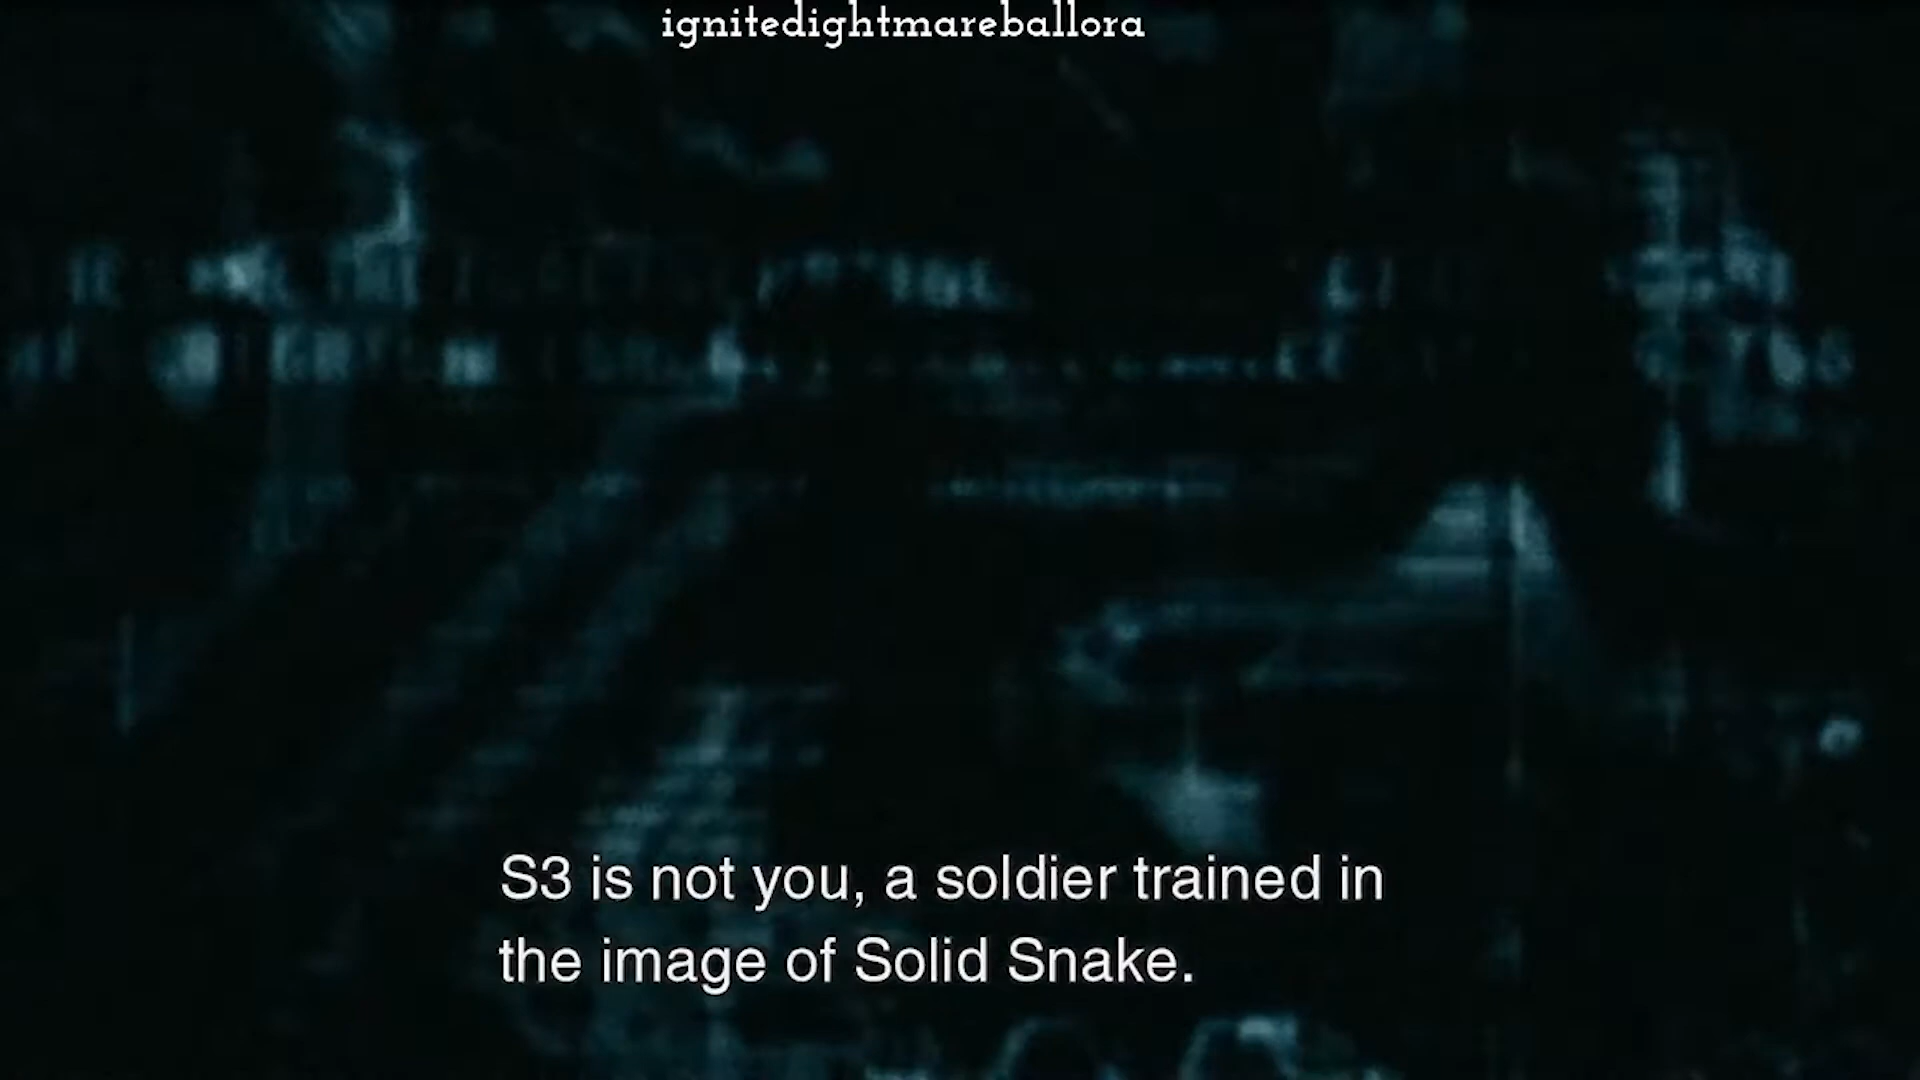 ignitedightmareballora
S3 is not you, a soldier trained in
the image of Solid Snake.